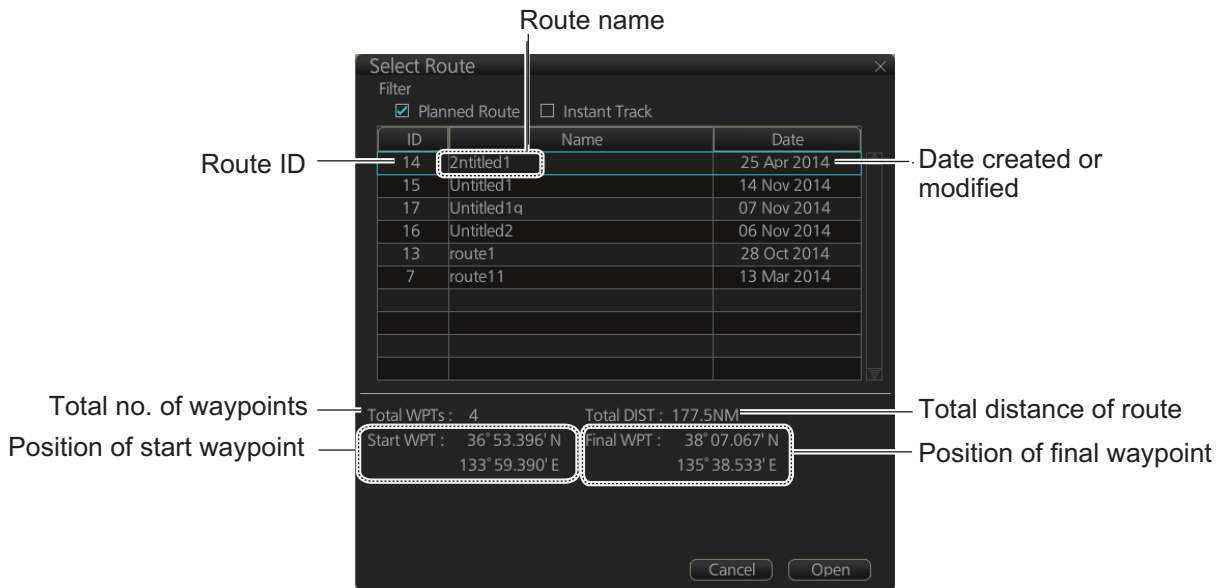 Route name
Select Route
Filter
Planned Route Instant Track
ID Name Date
Route ID
14 2ntitled1 25 Apr 2014
Date created or
modified
15 Untitled1 14 Nov 2014
17 Untitled1q 07 Nov 2014
16 Untitled2 06 Nov 2014
13 route1 28 Oct 2014
7 route11 13 Mar 2014
Total no. of waypoints
Total WPTs : 4 Total DIST : 177.5NM
Total distance of route
Position of start waypoint
Start WPT : 36° 53.396' N Final WPT : 38° 07.067' N
133° 59.390' E 135° 38.533' E
Position of final waypoint
Cancel Open